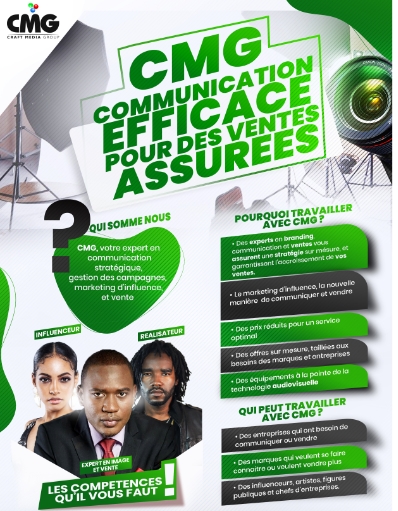 CMG
CRAFT MEDIA GROUP
CMG
COMMUNICATION
EFFICACE
POUR DES VENTES
ASSUREES
?
QUI SOMME NOUS
CMG, votre expert en
communication
stratégique,
gestion des campagnes,
marketing d'influence,
et vente
INFLUENCEUR
REALISATEUR
EXPERT EN IMAGE
ET VENTE
LES COMPETENCES
QU'IL VOUS FAUT !
POURQUOI TRAVAILLER
AVEC CMG ?
• Des experts en branding
communication et ventes vous
assurent une stratégie sur mesure, et
garantissant l'accroissement de vos
ventes.
• Le marketing d'influence, la nouvelle
manière de communiquer et vendre
• Des prix réduits pour un service
optimal
• Des offres sur mesure, taillées aux
besoins des marques et entreprises
• Des équipements à la pointe de la
technologie audiovisuelle
QUI PEUT TRAVAILLER
AVEC CMG ?
• Des entreprises qui ont besoin de
communiquer ou vendre
• Des marques qui veulent se faire
connaitre ou veulent vendre plus
• Des influenceurs, artistes, figures
publiques et chefs d'entreprises.